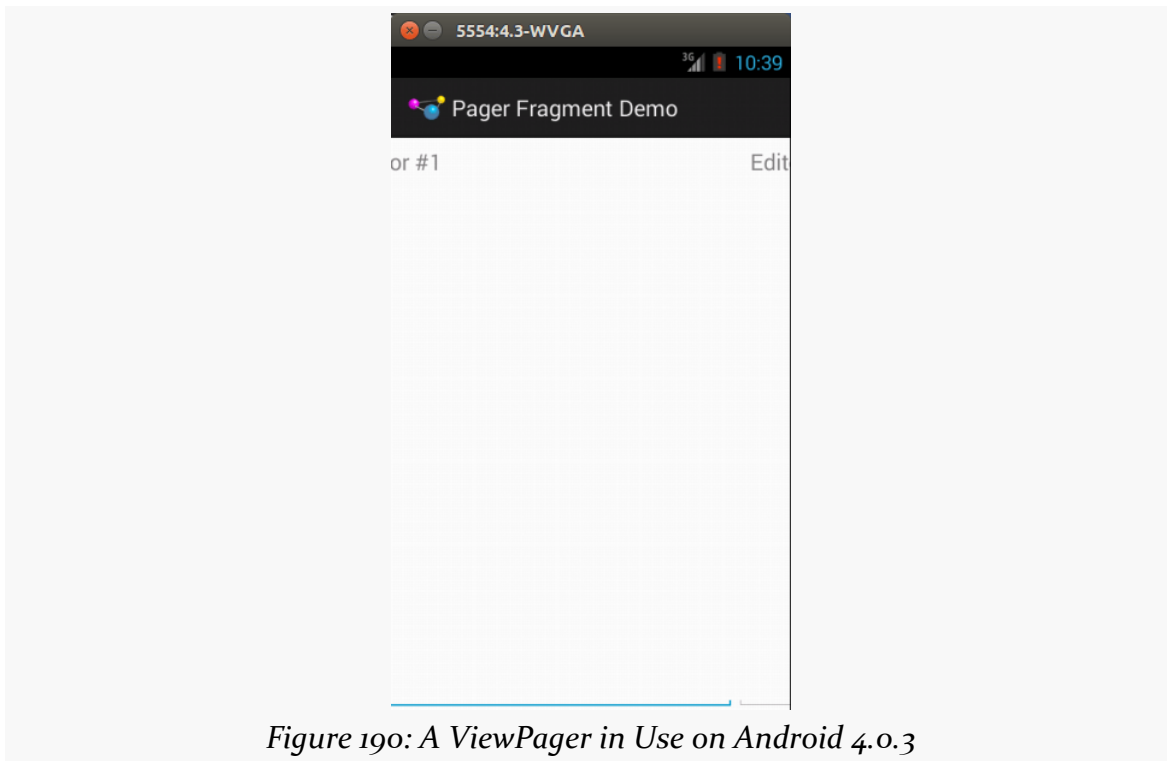 5554:4.3-WVGA
3G 10:39
Pager Fragment Demo
or #1 Edit
Figure 190: A ViewPager in Use on Android 4.0.3